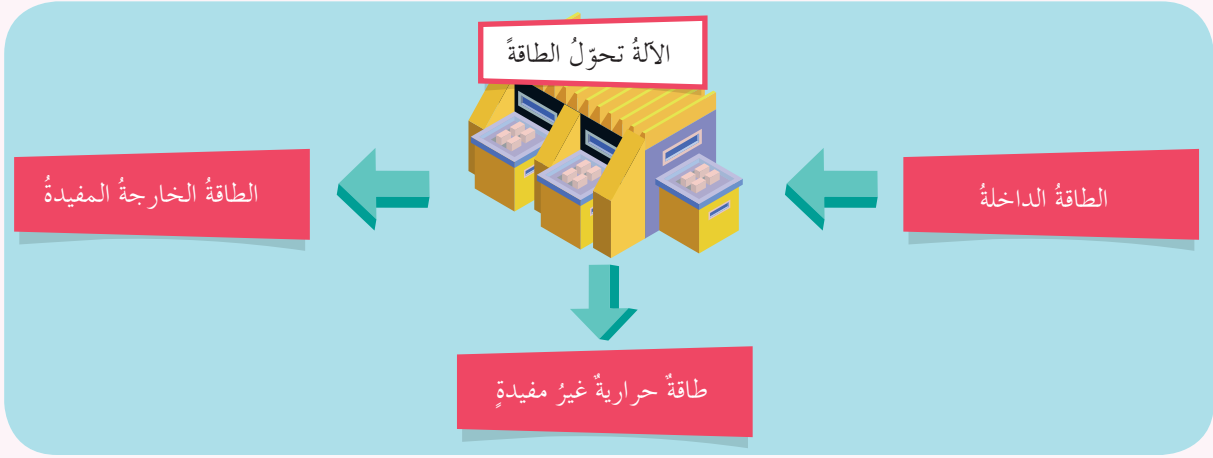 الآلةُ تحوّلُ الطاقةً
الطاقةُ الداخلةُ
الطاقةُ الخارجةُ المفيدةُ
طاقةٌ حراريةٌ غيرُ مفيدةٍ